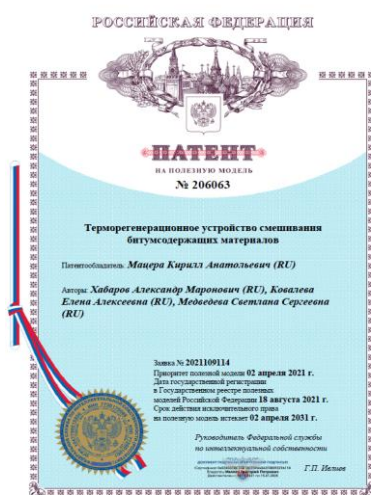 РОССИЙСКАЯ ФЕДЕРАЦИЯ
ПАТЕНТ
НА ПОЛЕЗНУЮ МОДЕЛЬ
№ 206063
Терморегенерационное устройство смешивания
битумсодержащих материалов
Патентообладатель: Мацера Кирилл Анатольевич (RU)
Авторы: Хабаров Александр Маронович (RU), Ковалева
Елена Алексеевна (RU), Медведева Светлана Сергеевна
(RU)
Заявка № 2021109114
Приоритет полезной модели 02 апреля 2021 г.
Дата государственной регистрации
в Государственном реестре полезных
моделей Российской Федерации 18 августа 2021 г.
Срок действия исключительного права
на полезную модель истекает 02 апреля 2031 г.
Руководитель Федеральной службы
по интеллектуальной собственности
Г.П. Ивлиев